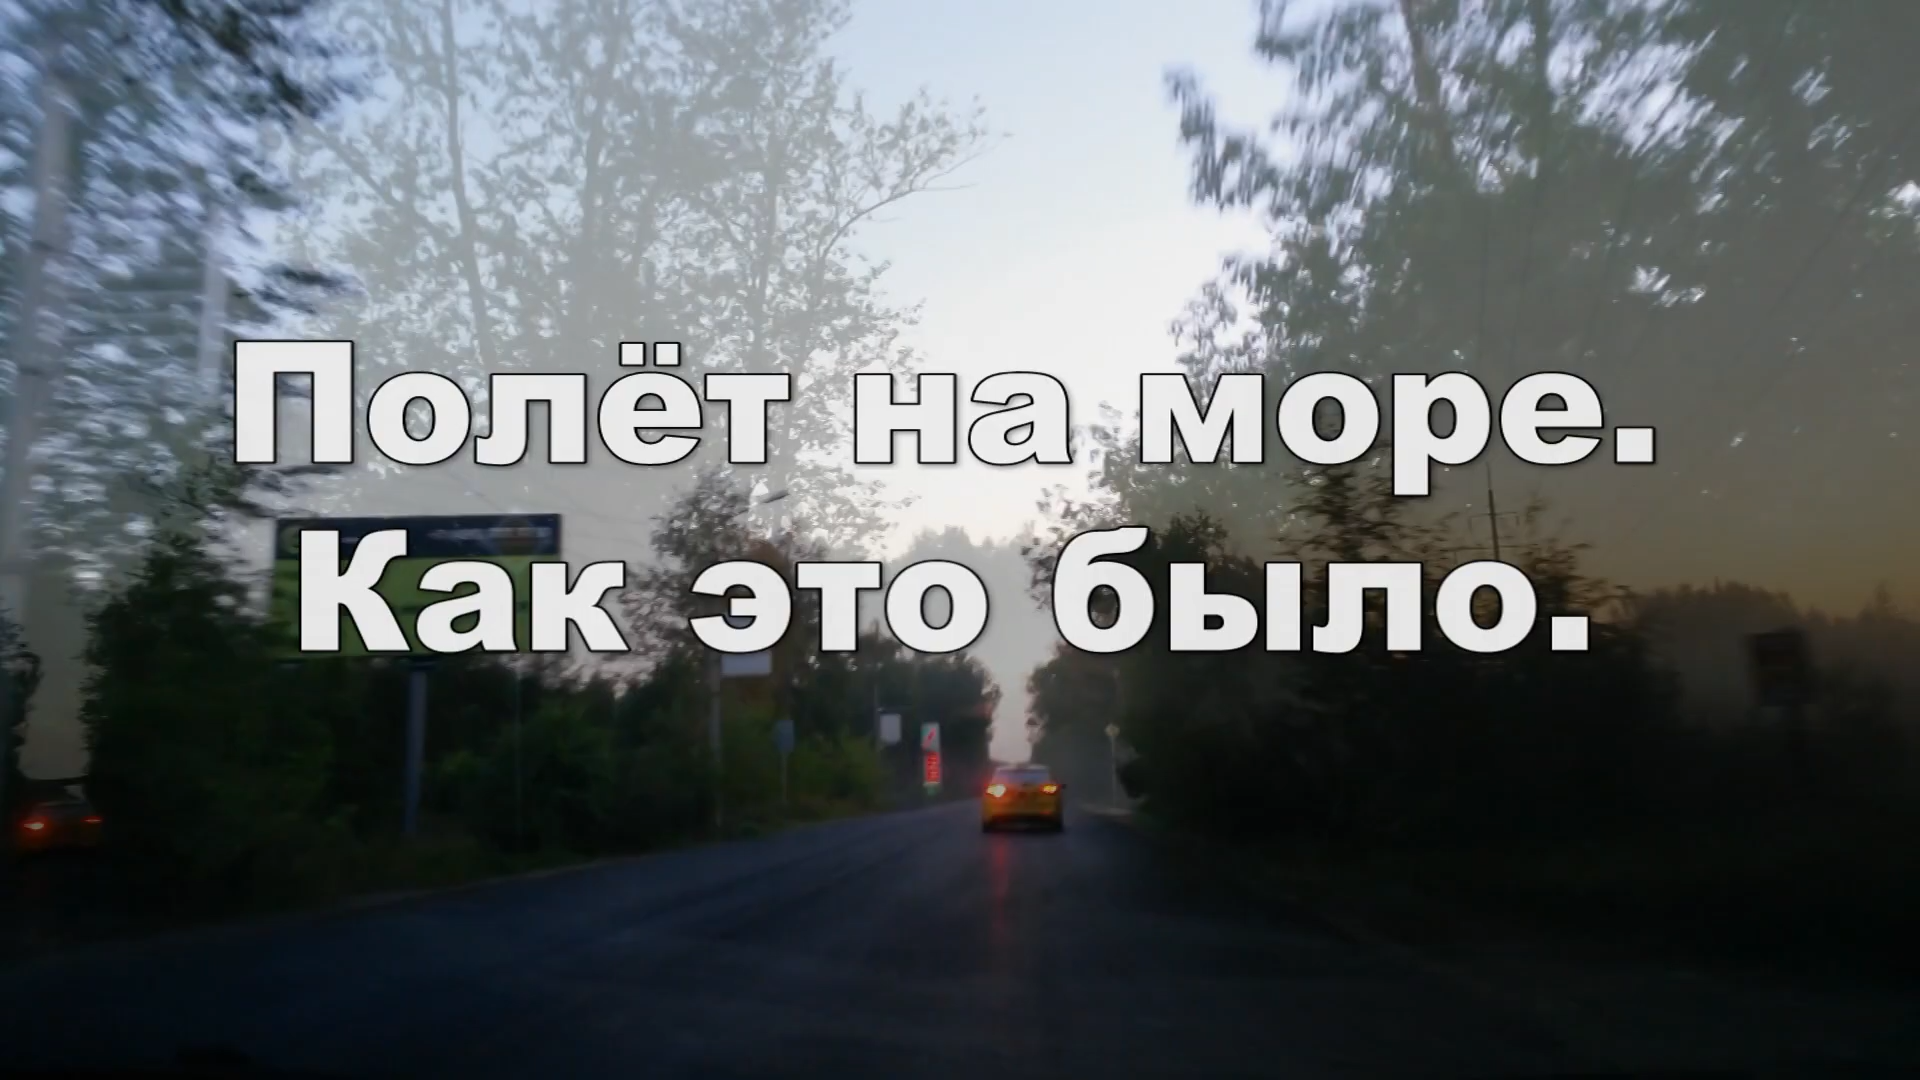 Полёт на море.
Как это было.